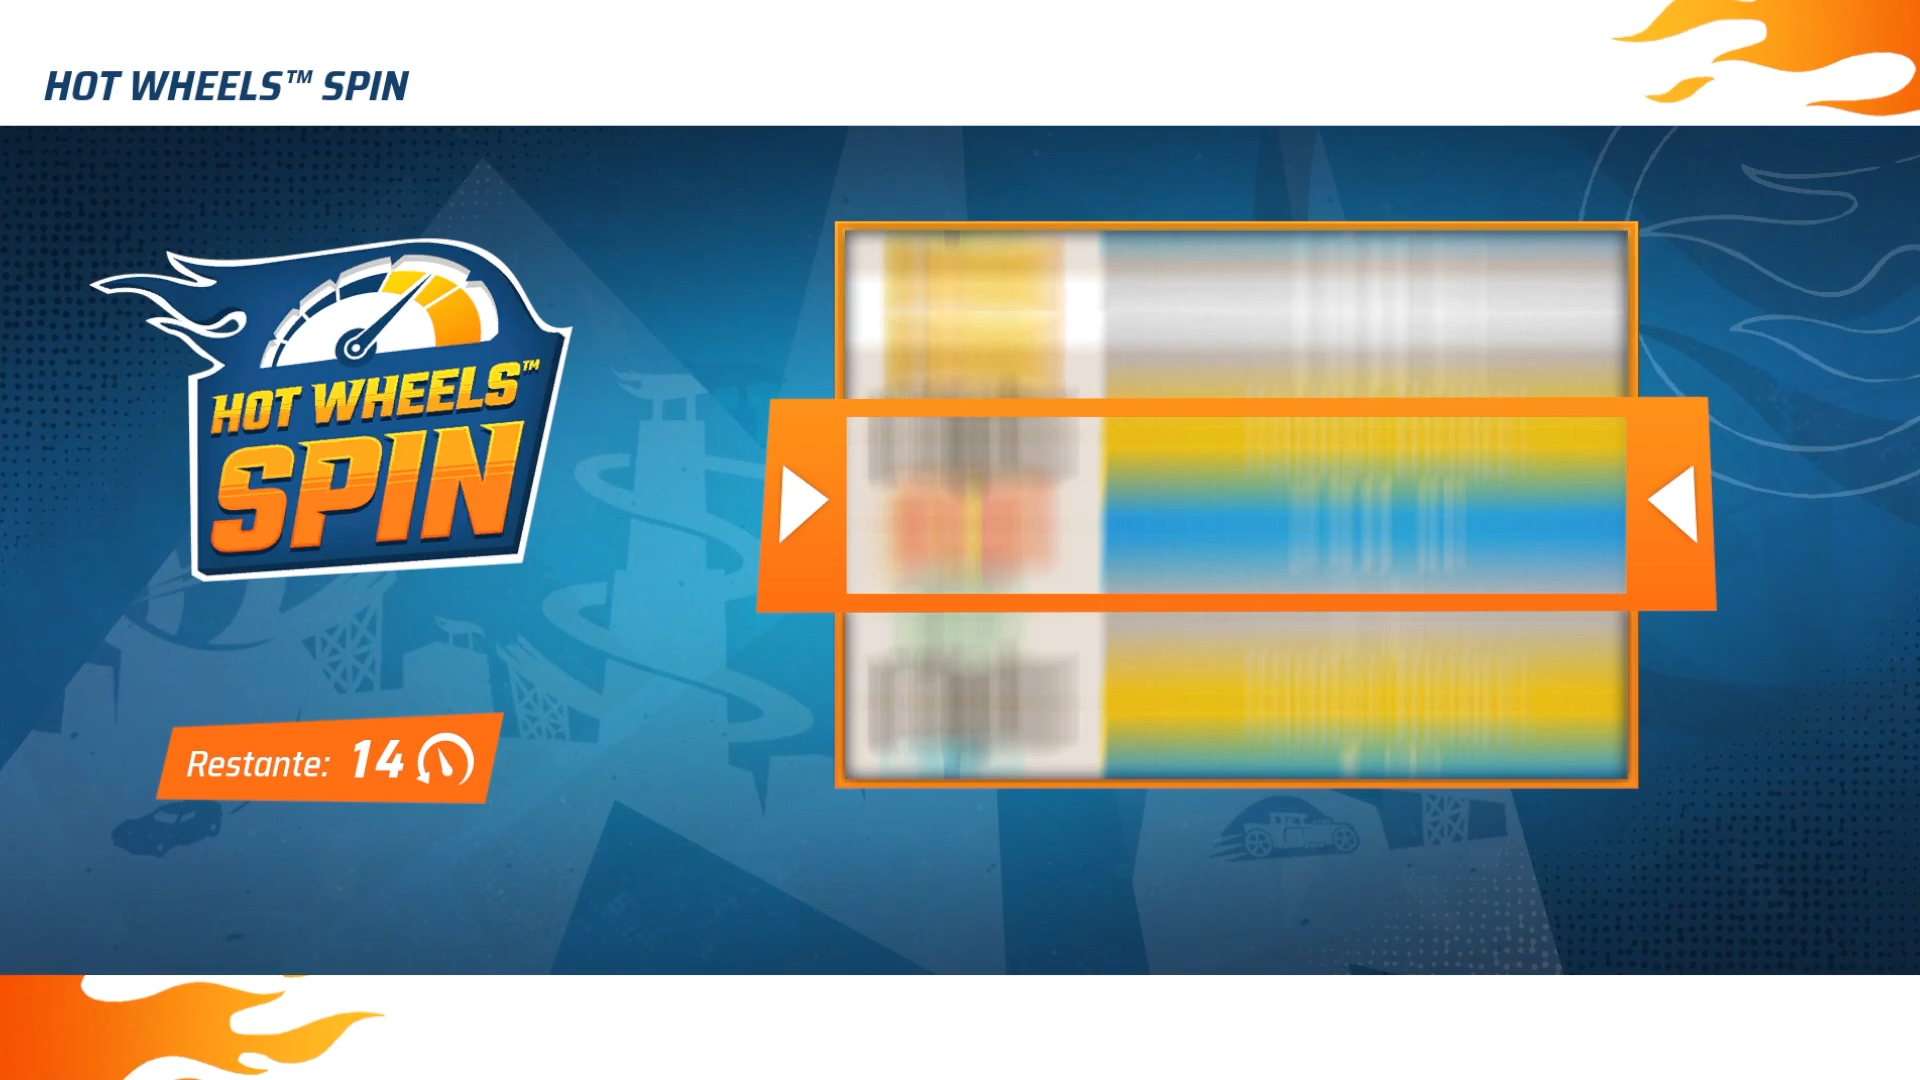 HOT WHEELS™ SPIN
HOT WHEELS™
SPIN
Restante: 14